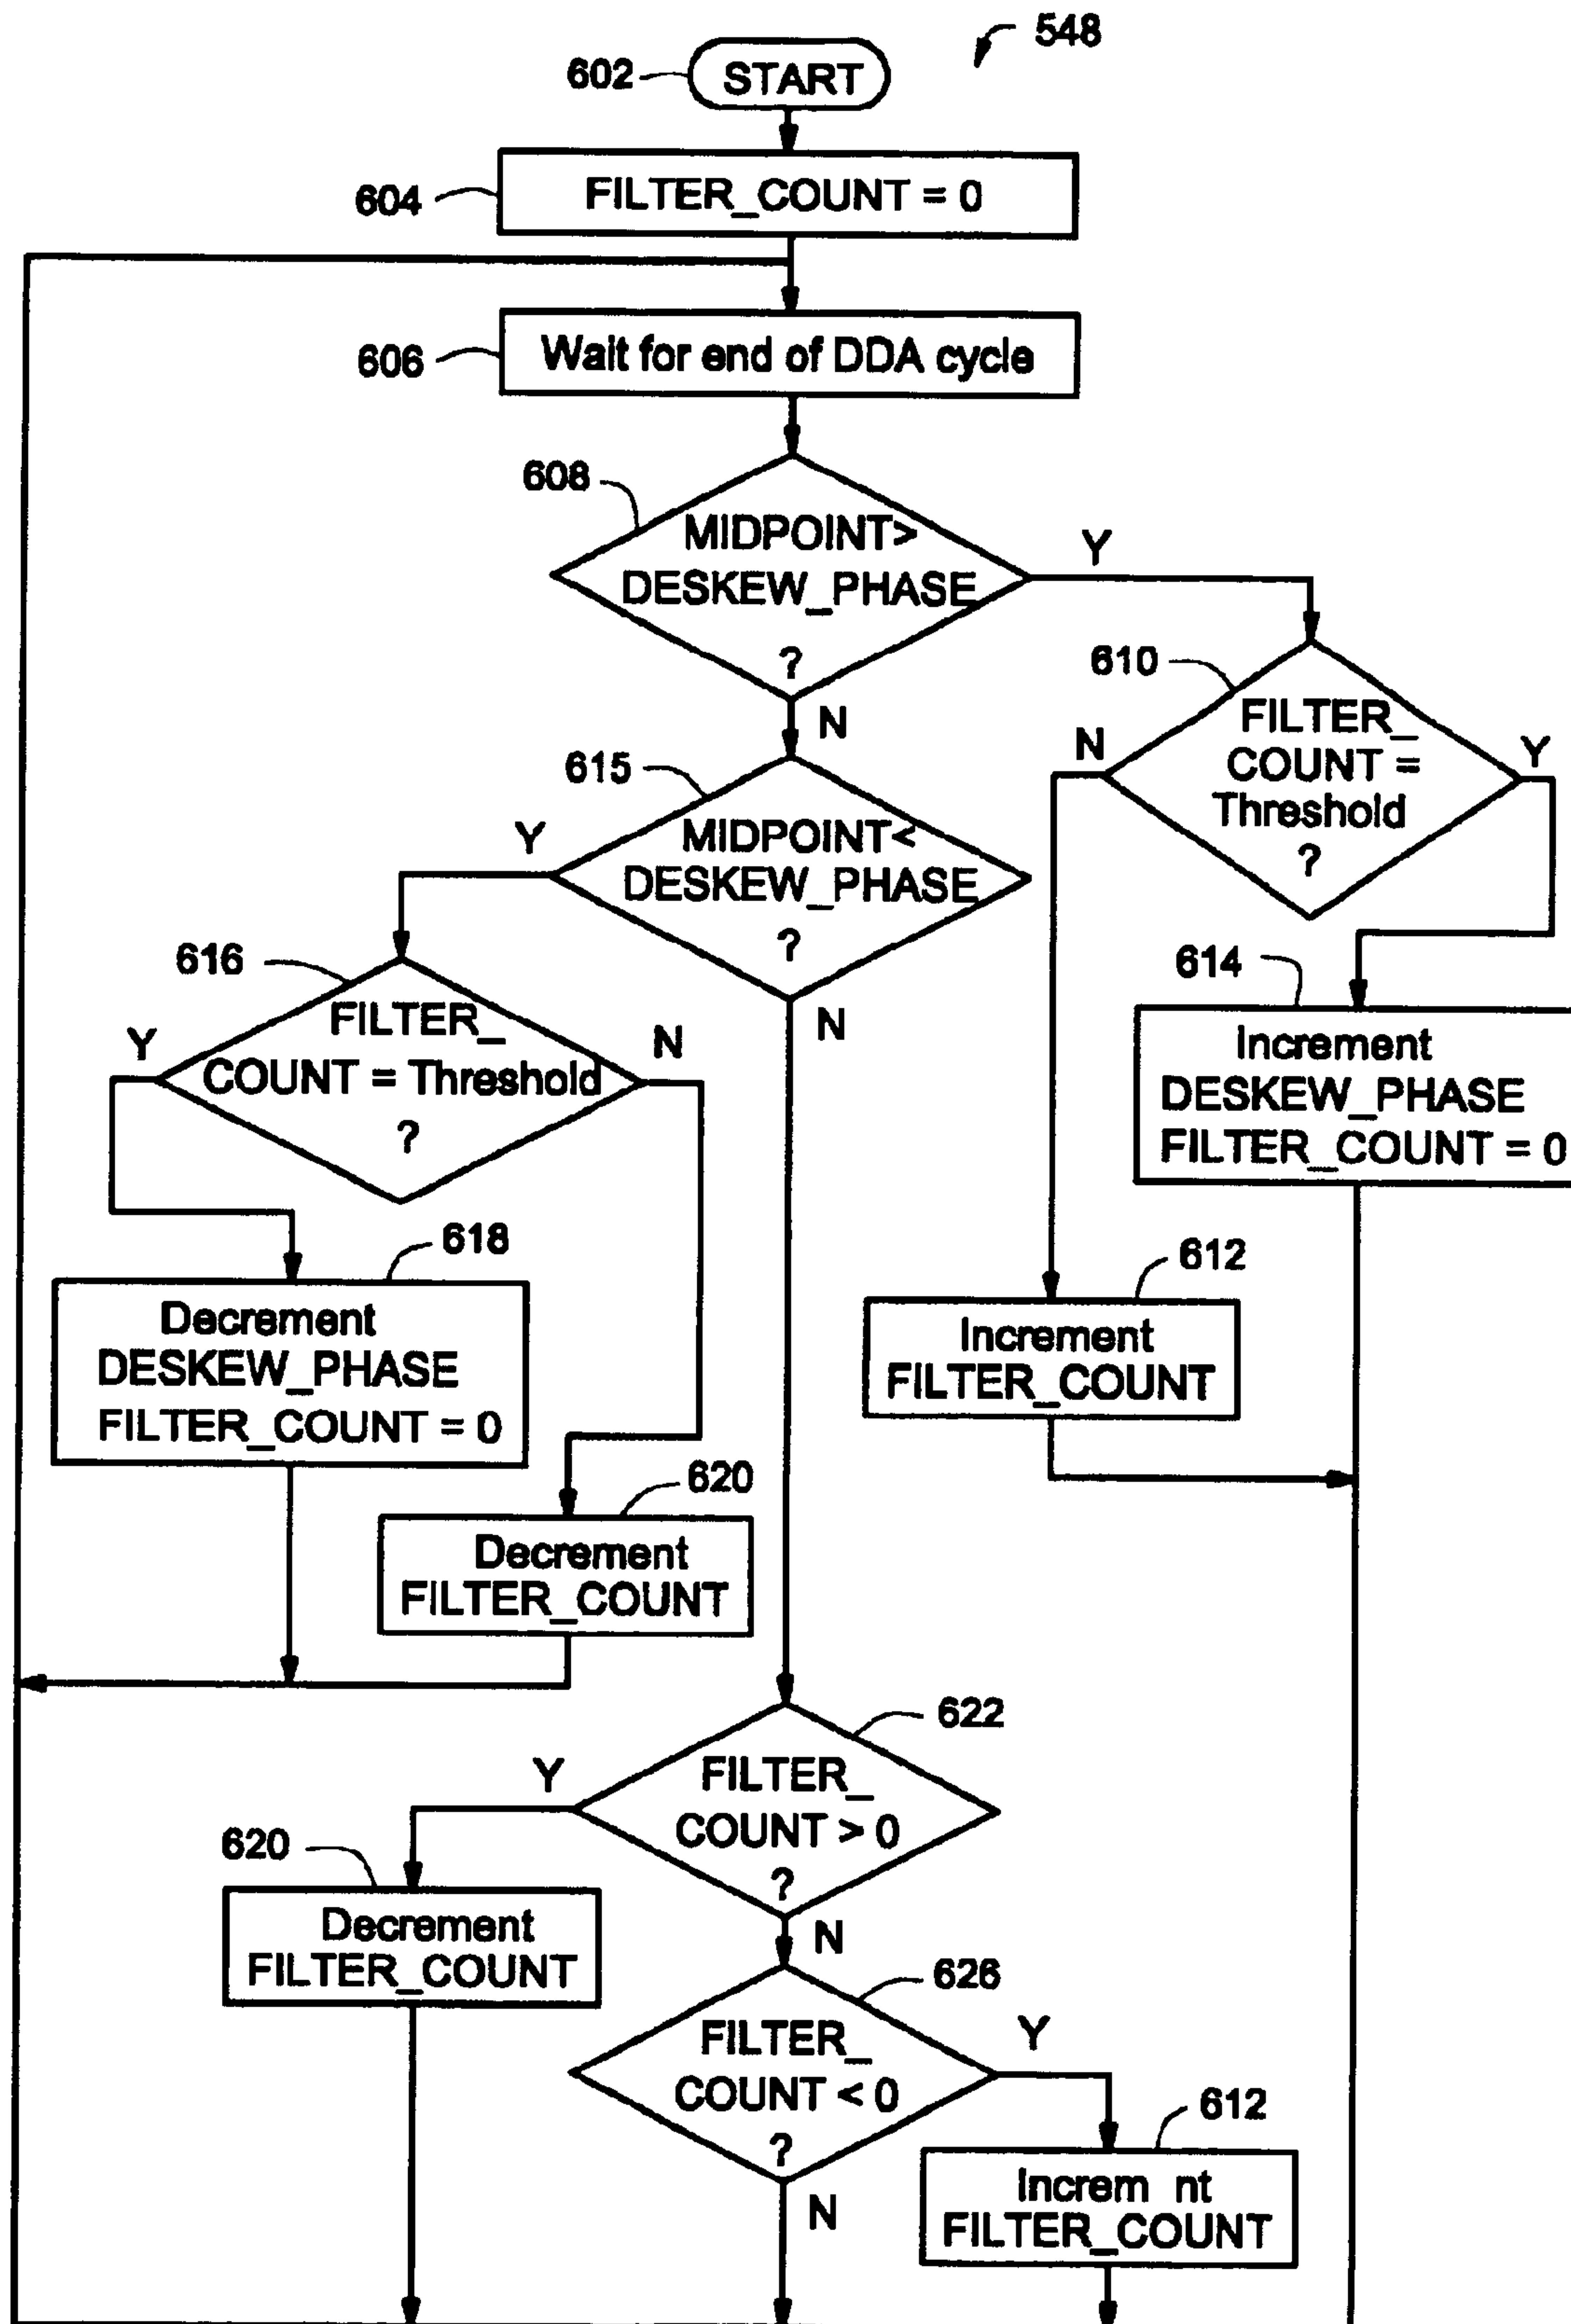 548
602
START
604
FILTER_COUNT = 0
606
Wait for end of DDA cycle
608
MIDPOINT>
DESKEW_PHASE
?
Y
N
610
FILTER_
COUNT =
Threshold
?
N
Y
615
MIDPOINT<
DESKEW_PHASE
?
Y
N
616
FILTER_
COUNT = Threshold
?
Y
N
614
Increment
DESKEW_PHASE
FILTER_COUNT = 0
618
Decrement
DESKEW_PHASE
FILTER_COUNT = 0
612
Increment
FILTER_COUNT
620
Decrement
FILTER_COUNT
622
FILTER_
COUNT > 0
?
Y
N
620
Decrement
FILTER_COUNT
626
FILTER_
COUNT < 0
?
Y
N
612
Increm nt
FILTER_COUNT